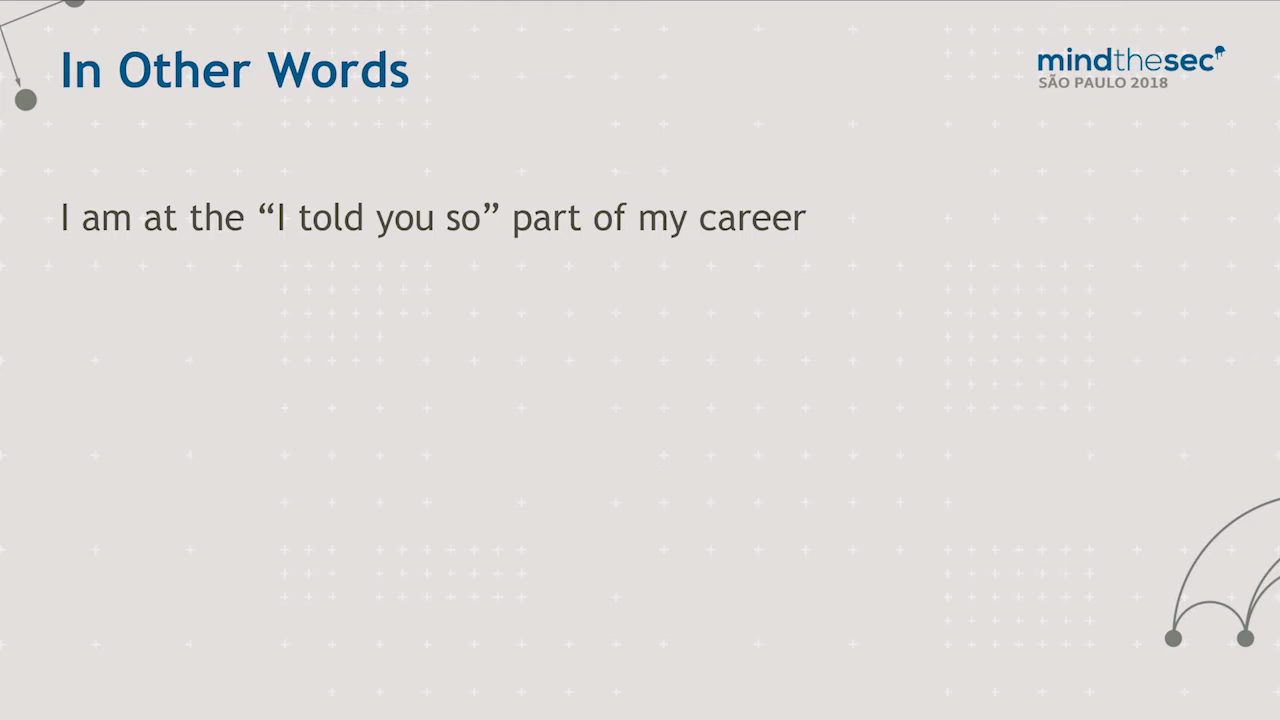 In Other Words
mindthesec
SÃO PAULO 2018
I am at the “I told you so” part of my career